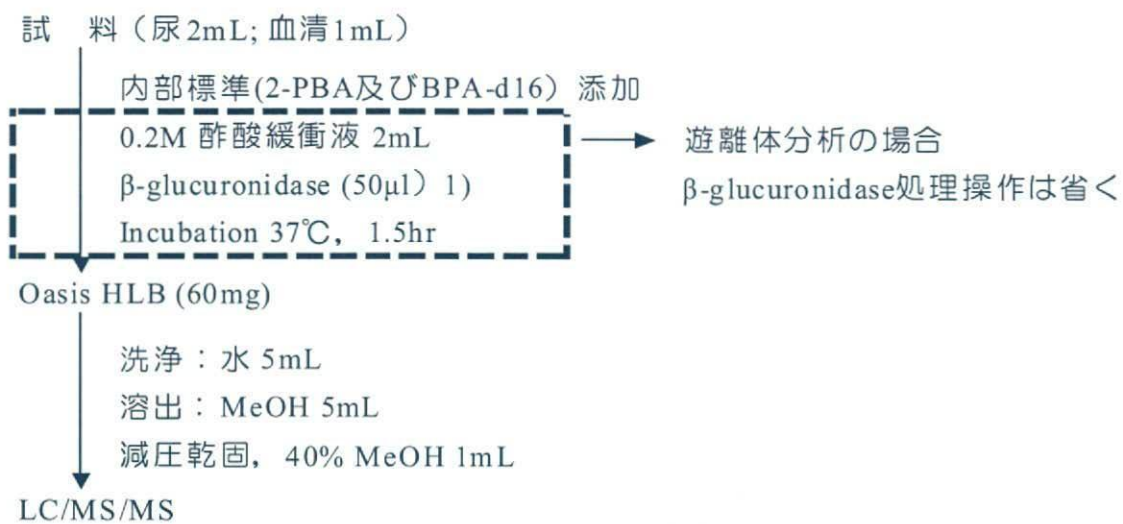 試　料（尿2mL; 血清1mL）
内部標準(2-PBA及びBPA-d16）添加
0.2M 酢酸緩衝液 2mL
β-glucuronidase (50μl）1)
Incubation 37℃, 1.5hr
遊離体分析の場合
β-glucuronidase処理操作は省く
Oasis HLB (60mg)
洗浄：水 5mL
溶出：MeOH 5mL
減圧乾固, 40% MeOH 1mL
LC/MS/MS